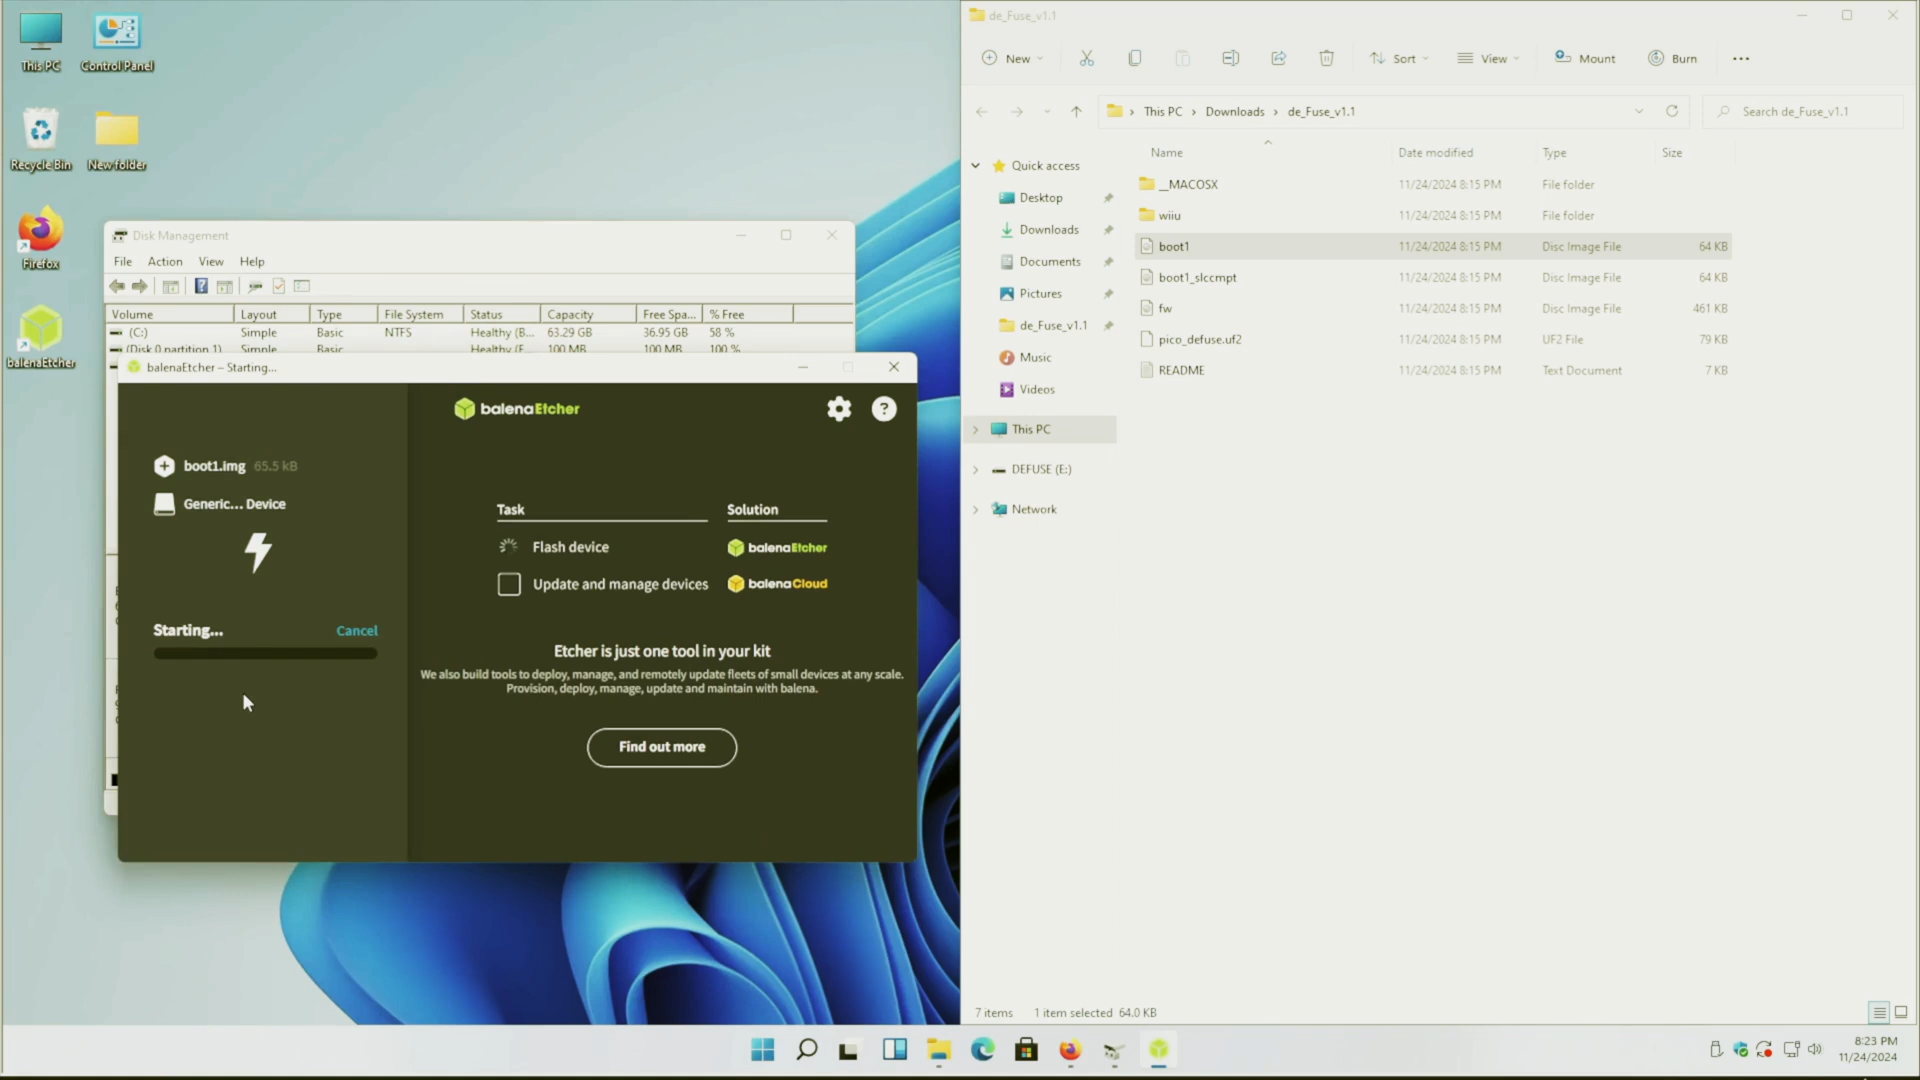 This PC
Control Panel
Recycle Bin
New folder
Firefox
balenaEtcher
Disk Management
File Action View Help
Volume Layout Type File System Status Capacity Free Spa... % Free
(C:) Simple Basic NTFS Healthy (B... 63.29 GB 36.95 GB 58 %
(Disk 0 partition 1) Simple Basic Healthy (E... 100 MB 100 MB 100 %
balenaEtcher – Starting...
balenaEtcher
?
boot1.img 65.5 kB
Generic... Device
Starting... Cancel
Task Solution
Flash device balenaEtcher
Update and manage devices balenaCloud
Etcher is just one tool in your kit
We also build tools to deploy, manage, and remotely update fleets of small devices at any scale.
Provision, deploy, manage, update and maintain with balena.
Find out more
de_Fuse_v1.1
New Sort View Mount Burn
This PC Downloads de_Fuse_v1.1
Search de_Fuse_v1.1
Quick access
Desktop
Downloads
Documents
Pictures
de_Fuse_v1.1
Music
Videos
This PC
DEFUSE (E:)
Network
Name Date modified Type Size
__MACOSX 11/24/2024 8:15 PM File folder
wiiu 11/24/2024 8:15 PM File folder
boot1 11/24/2024 8:15 PM Disc Image File 64 KB
boot1_slccmpt 11/24/2024 8:15 PM Disc Image File 64 KB
fw 11/24/2024 8:15 PM Disc Image File 461 KB
pico_defuse.uf2 11/24/2024 8:15 PM UF2 File 79 KB
README 11/24/2024 8:15 PM Text Document 7 KB
7 items 1 item selected 64.0 KB
8:23 PM
11/24/2024